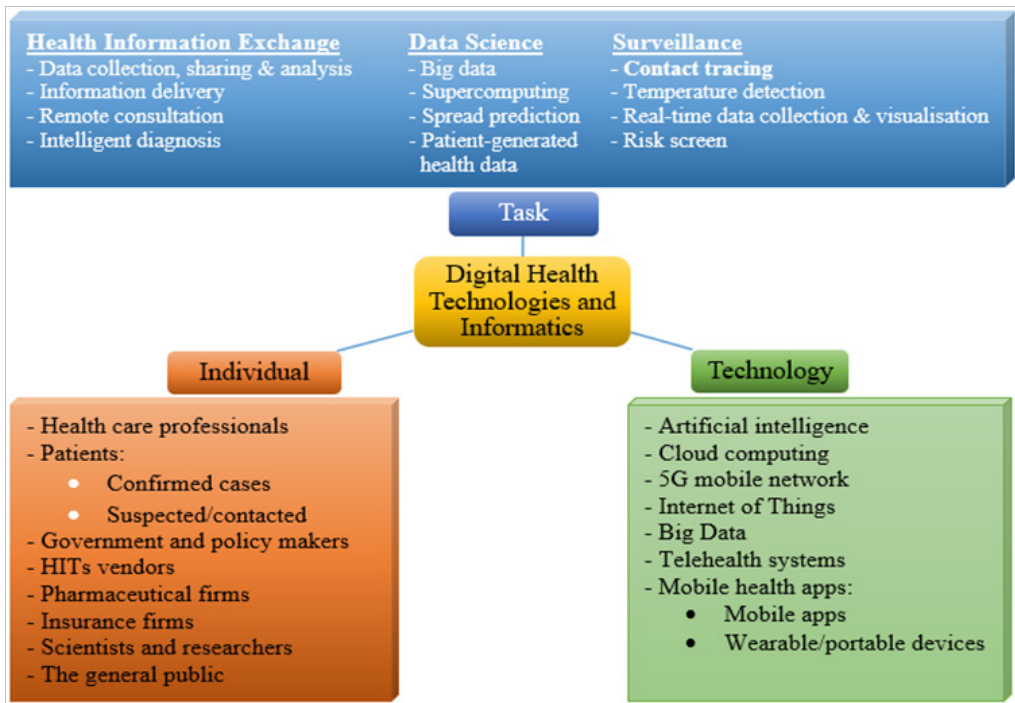 Health Information Exchange
- Data collection, sharing & analysis
- Information delivery
- Remote consultation
- Intelligent diagnosis
Data Science
- Big data
- Supercomputing
- Spread prediction
- Patient-generated
health data
Surveillance
- Contact tracing
- Temperature detection
- Real-time data collection & visualisation
- Risk screen
Task
Digital Health
Technologies and
Informatics
Individual
- Health care professionals
- Patients:
• Confirmed cases
• Suspected/contacted
- Government and policy makers
- HITs vendors
- Pharmaceutical firms
- Insurance firms
- Scientists and researchers
- The general public
Technology
- Artificial intelligence
- Cloud computing
- 5G mobile network
- Internet of Things
- Big Data
- Telehealth systems
- Mobile health apps:
• Mobile apps
• Wearable/portable devices